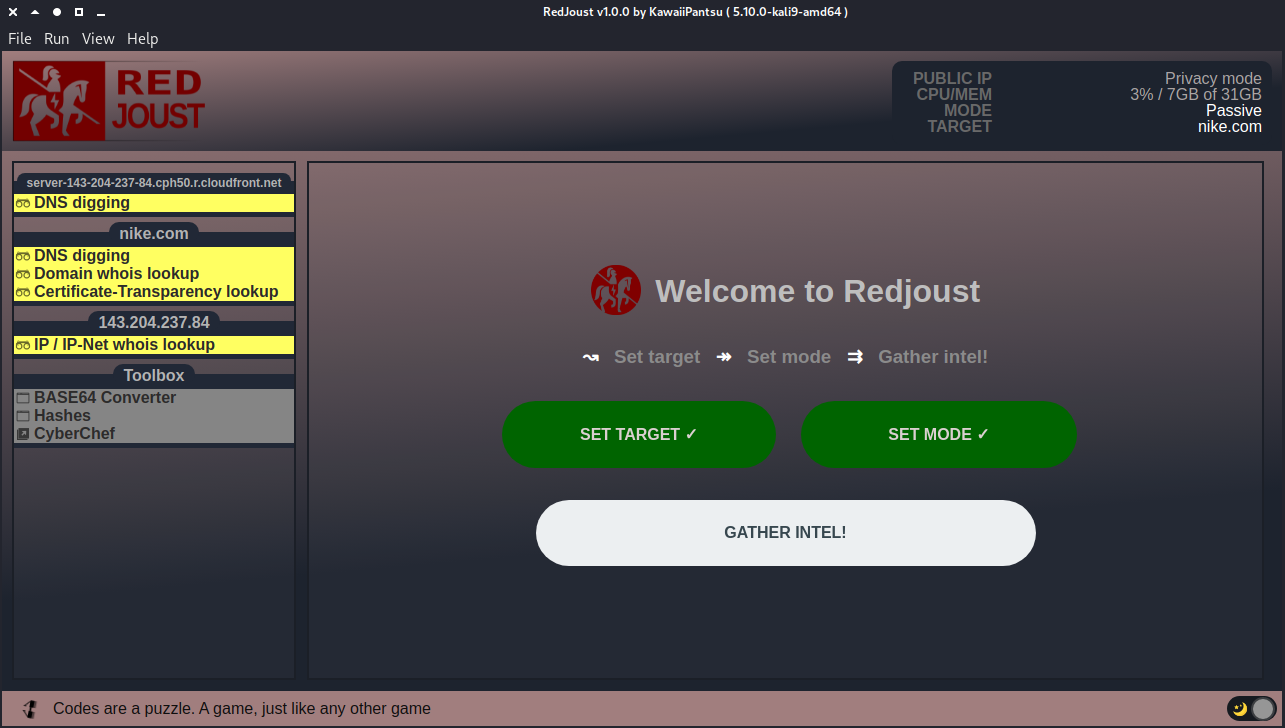 RedJoust v1.0.0 by KawaiiPantsu ( 5.10.0-kali9-amd64 )
File Run View Help
RED
JOUST
PUBLIC IP Privacy mode
CPU/MEM 3% / 7GB of 31GB
MODE Passive
TARGET nike.com
server-143-204-237-84.cph50.r.cloudfront.net
DNS digging
nike.com
DNS digging
Domain whois lookup
Certificate-Transparency lookup
143.204.237.84
IP / IP-Net whois lookup
Toolbox
BASE64 Converter
Hashes
CyberChef
Welcome to Redjoust
↝ Set target ↠ Set mode ⇉ Gather intel!
SET TARGET ✓ SET MODE ✓
GATHER INTEL!
Codes are a puzzle. A game, just like any other game